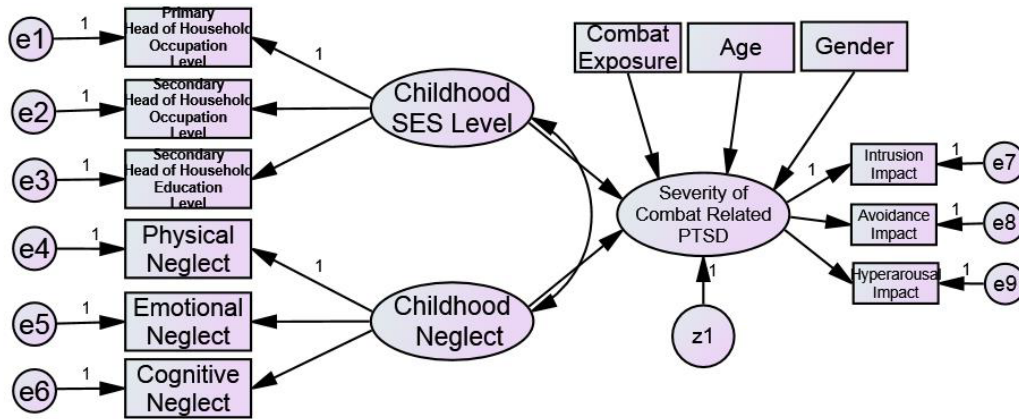 e1
1
Primary
Head of Household
Occupation
Level
1
e2
1
Secondary
Head of Household
Occupation
Level
e3
1
Secondary
Head of Household
Education
Level
e4
1
Physical
Neglect
1
e5
1
Emotional
Neglect
e6
1
Cognitive
Neglect
Childhood
SES Level
Childhood
Neglect
Combat
Exposure
Age
Gender
Severity of
Combat Related
PTSD
1
z1
1
Intrusion
Impact
1
e7
Avoidance
Impact
1
e8
Hyperarousal
Impact
1
e9